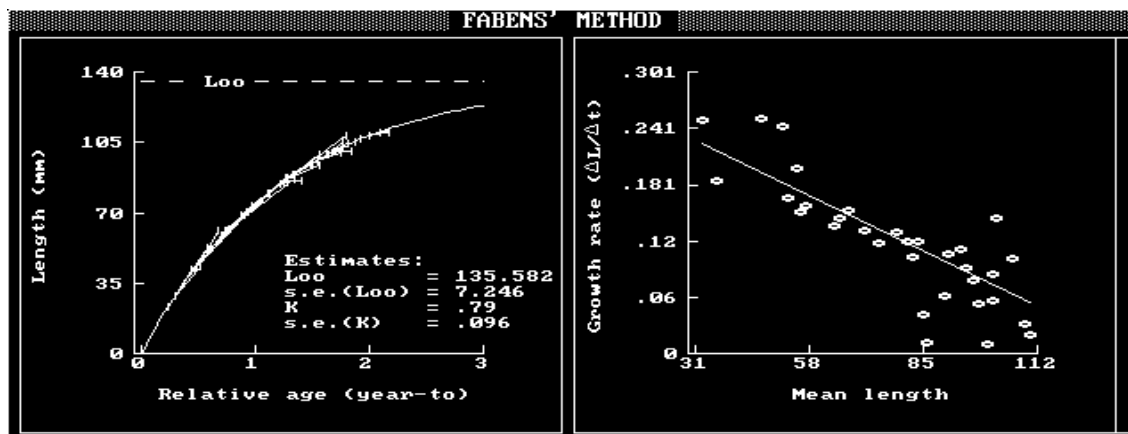 FABENS' METHOD
Length (mm)
140
105
70
35
0
Loo
Estimates:
Loo = 135.582
s.e.(Loo) = 7.246
K = .79
s.e.(K) = .096
0 1 2 3
Relative age (year-to)
Growth rate (ΔL/Δt)
.301
.241
.181
.12
.06
0
31 58 85 112
Mean length